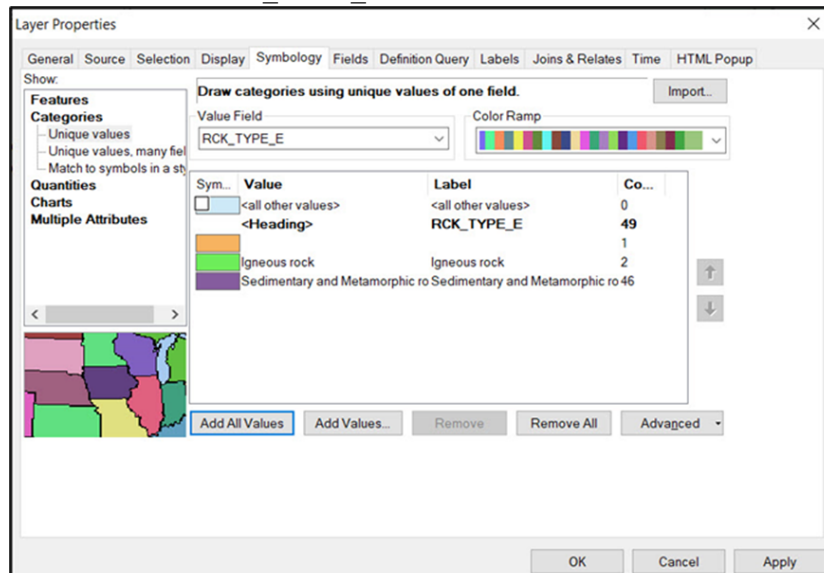 Layer Properties
General Source Selection Display Symbology Fields Definition Query Labels Joins & Relates Time HTML Popup
Show:
Features
Categories
Unique values
Unique values, many fiel
Match to symbols in a sty
Quantities
Charts
Multiple Attributes
Draw categories using unique values of one field.
Import...
Value Field
Color Ramp
RCK_TYPE_E
Sym... Value Label Co...
<all other values> <all other values> 0
<Heading> RCK_TYPE_E 49
1
Igneous rock Igneous rock 2
Sedimentary and Metamorphic ro Sedimentary and Metamorphic ro 46
Add All Values Add Values... Remove Remove All Advanced
OK Cancel Apply